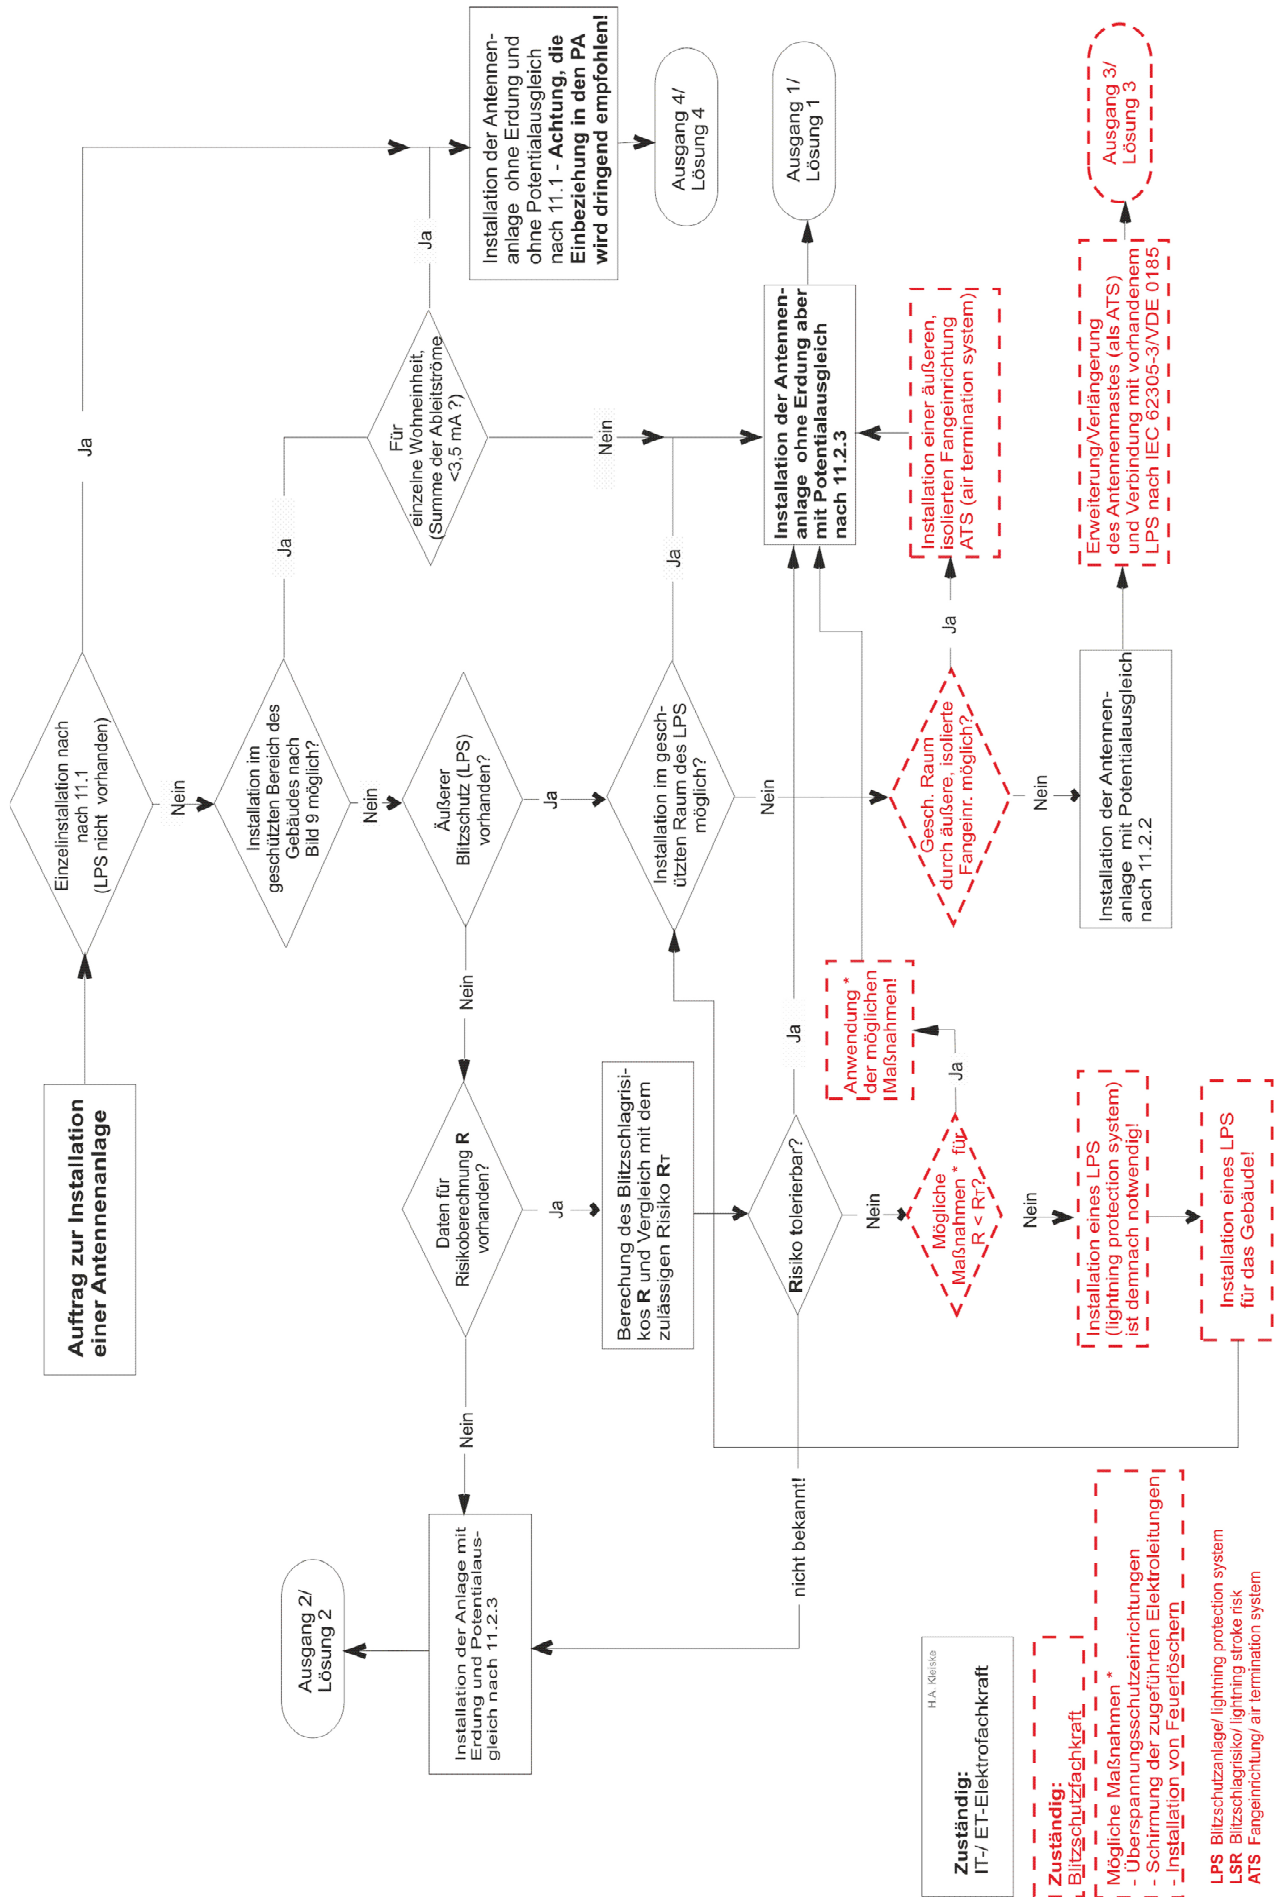 Auftrag zur Installation
einer Antennenanlage
Einzelinstallation nach
nach 11.1
(LPS nicht vorhanden)
Ja
Nein
Installation im
geschützten Bereich des
Gebäudes nach
Bild 9 möglich?
Ja
Nein
Für
einzelne Wohneinheit,
(Summe der Ableitströme
<3,5 mA ?)
Ja
Nein
Installation der Antennen-
anlage ohne Erdung und
ohne Potentialausgleich
nach 11.1 - Achtung, die
Einbeziehung in den PA
wird dringend empfohlen!
Ausgang 4/
Lösung 4
Äußerer
Blitzschutz (LPS)
vorhanden?
Nein
Ja
Daten für
Risikoberechnung R
vorhanden?
Nein
Ja
Installation der Anlage mit
Erdung und Potentialaus-
gleich nach 11.2.3
Ausgang 2/
Lösung 2
Berechung des Blitzschlagrisi-
kos R und Vergleich mit dem
zulässigen Risiko RT
Installation im gesch-
ützten Raum des LPS
möglich?
Ja
Nein
Installation der Antennen-
anlage ohne Erdung aber
mit Potentialausgleich
nach 11.2.3
Ausgang 1/
Lösung 1
Risiko tolerierbar?
nicht bekannt!
Ja
Nein
Anwendung *
der möglichen
Maßnahmen!
Mögliche
Maßnahmen * für
R < RT?
Ja
Nein
Gesch. Raum
durch äußere, isolierte
Fangeinr. möglich?
Ja
Nein
Installation einer äußeren,
isolierten Fangeinrichtung
ATS (air termination system)
Installation der Antennen-
anlage mit Potentialausgleich
nach 11.2.2
Erweiterung/Verlängerung
des Antennenmastes (als ATS)
und Verbindung mit vorhandenem
LPS nach IEC 62305-3/VDE 0185
Ausgang 3/
Lösung 3
Installation eines LPS
(lightning protection system)
ist demnach notwendig!
Installation eines LPS
für das Gebäude!
H.A. Kleiske
Zuständig:
IT-/ ET-Elektrofachkraft
Zuständig:
Blitzschutzfachkraft
Mögliche Maßnahmen *
- Überspannungsschutzeinrichtungen
- Schirmung der zugeführten Elektroleitungen
- Installation von Feuerlöschern
LPS Blitzschutzanlage/ lightning protection system
LSR Blitzschlagrisiko/ lightning stroke risk
ATS Fangeinrichtung/ air termination system